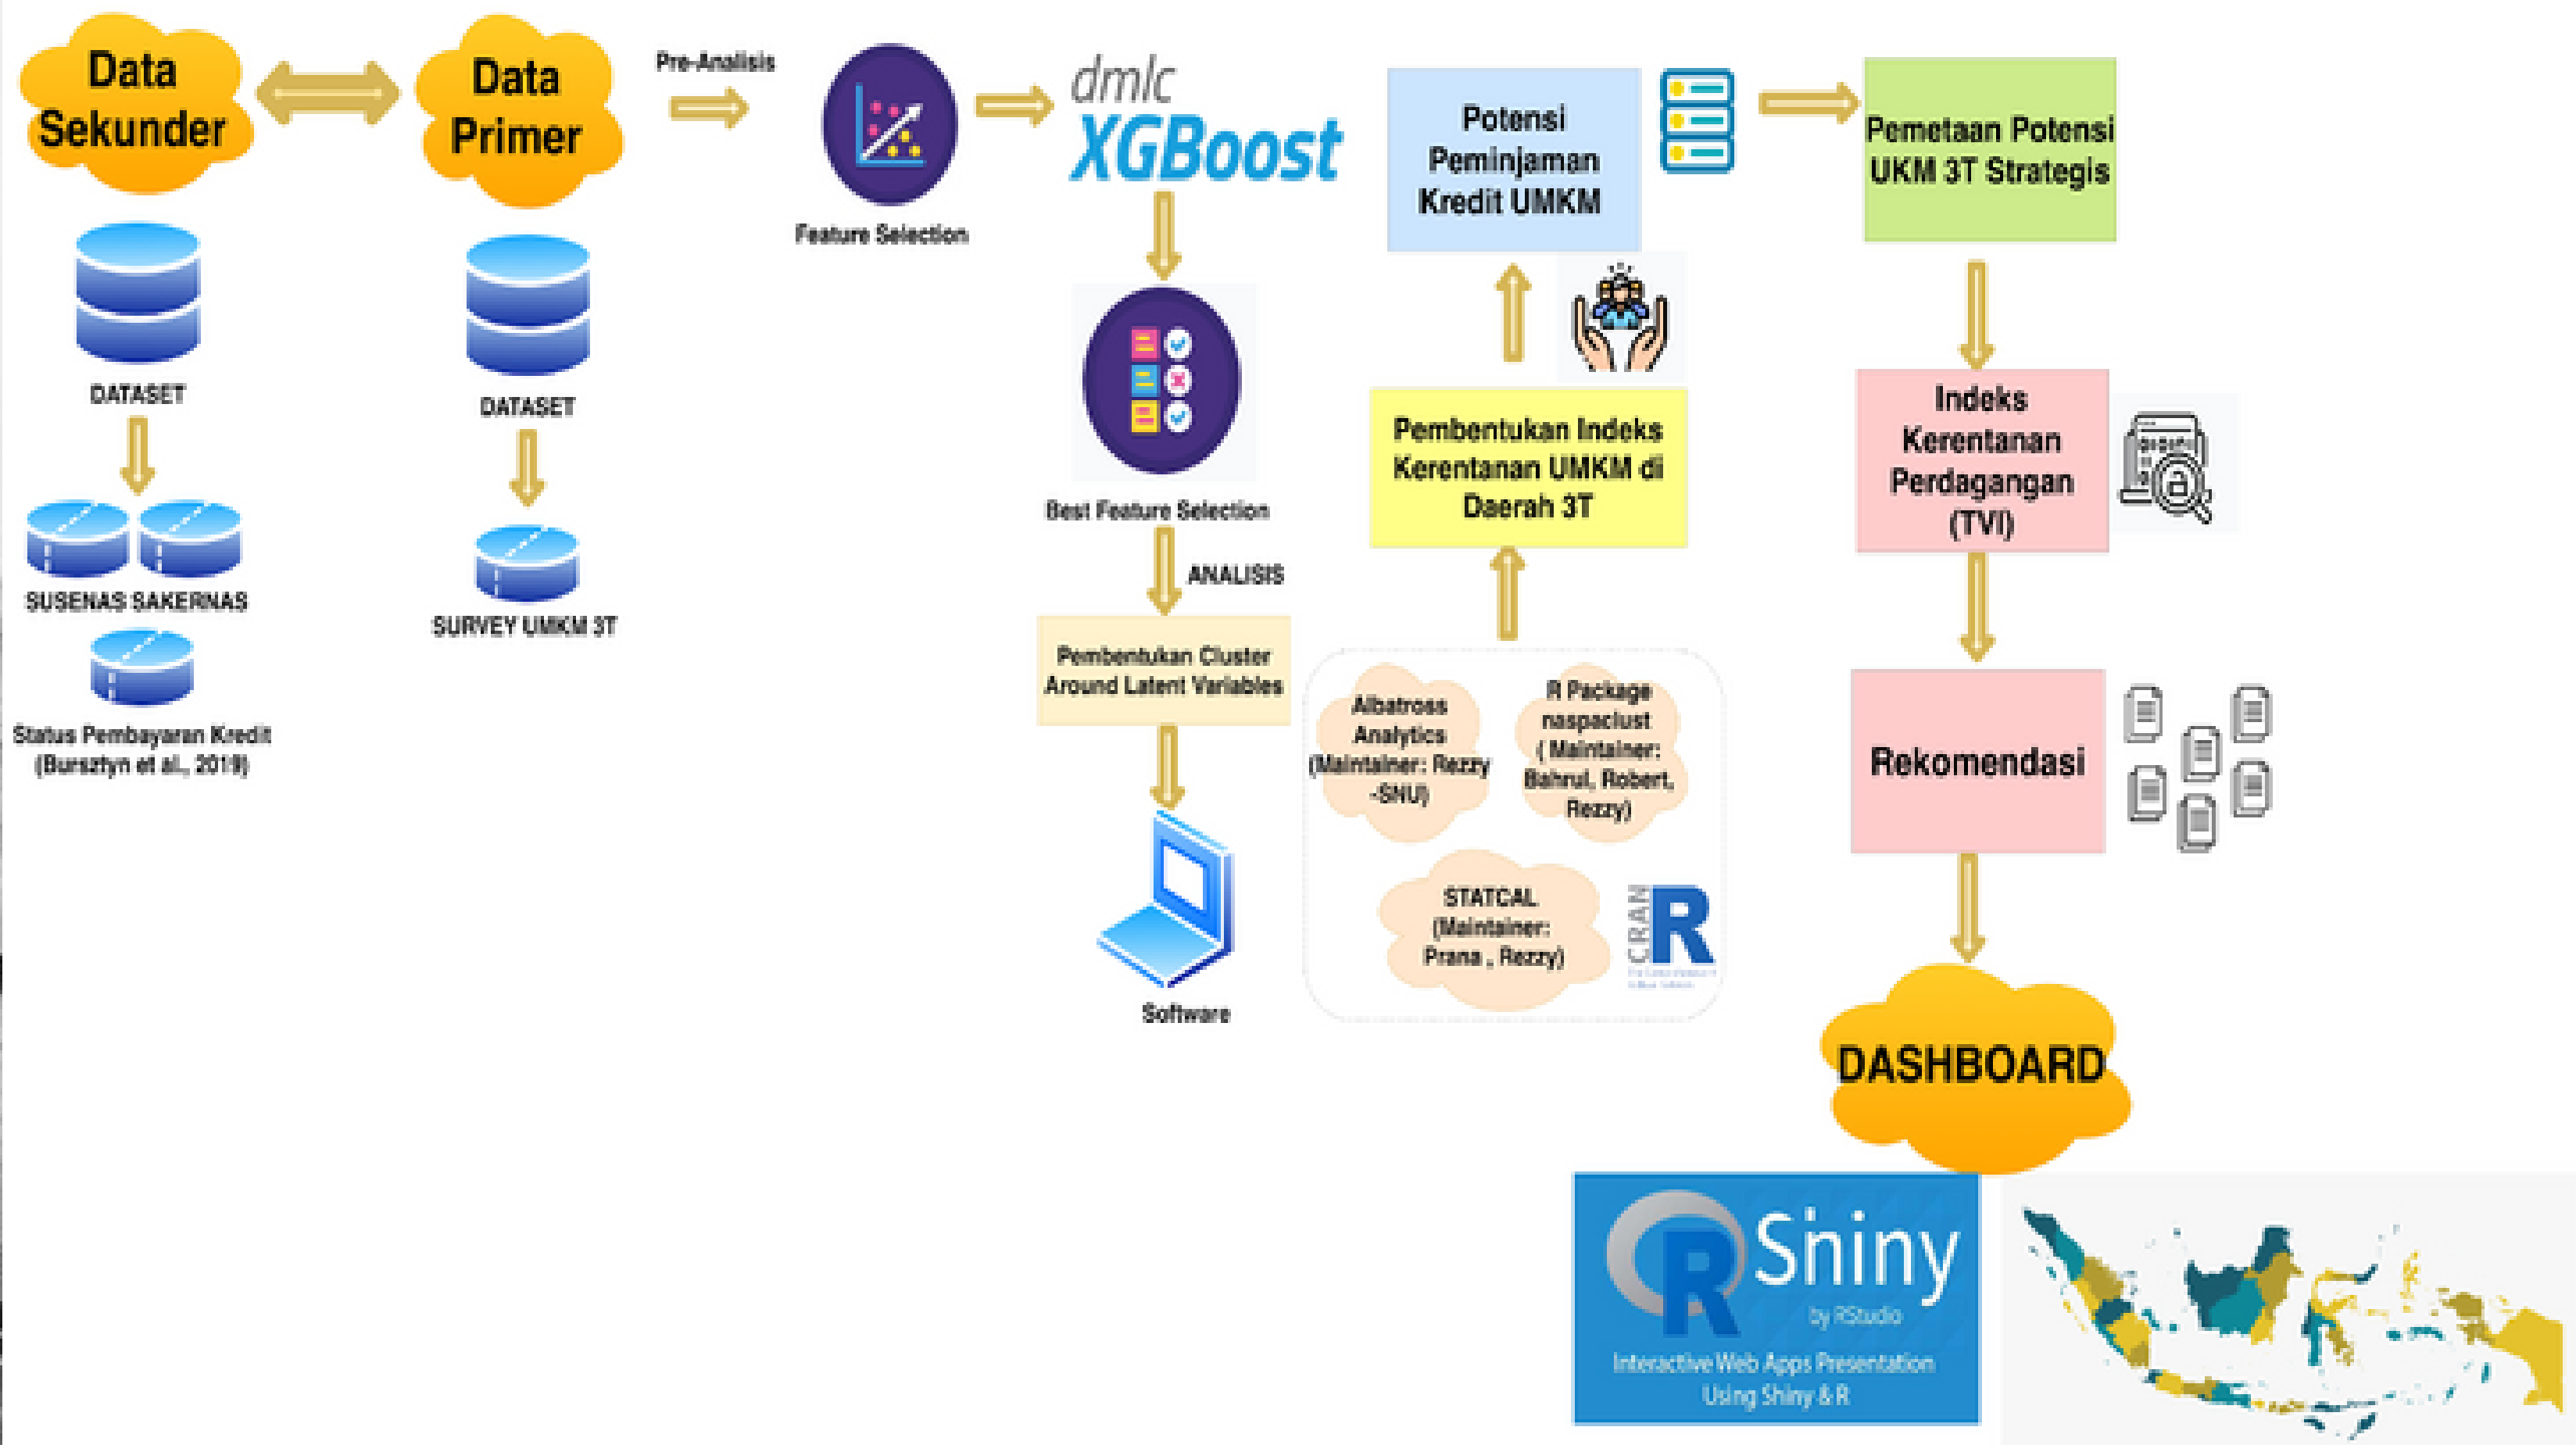 Data
Sekunder
DATASET
SUSENAS SAKERNAS
Status Pembayaran Kredit
(Bursztyn et al., 2019)
Data
Primer
DATASET
SURVEY UMKM 3T
Pre-Analisis
Feature Selection
dmlc
XGBoost
Best Feature Selection
ANALISIS
Pembentukan Cluster
Around Latent Variables
Software
Albatross
Analytics
(Maintainer: Rezzy
-SNU)
R Package
naspaclust
( Maintainer:
Bahrul, Robert,
Rezzy)
STATCAL
(Maintainer:
Prana , Rezzy)
CRAN
R
Pembentukan Indeks
Kerentanan UMKM di
Daerah 3T
Potensi
Peminjaman
Kredit UMKM
Pemetaan Potensi
UKM 3T Strategis
Indeks
Kerentanan
Perdagangan
(TVI)
Rekomendasi
DASHBOARD
R Shiny
by RStudio
Interactive Web Apps Presentation
Using Shiny & R